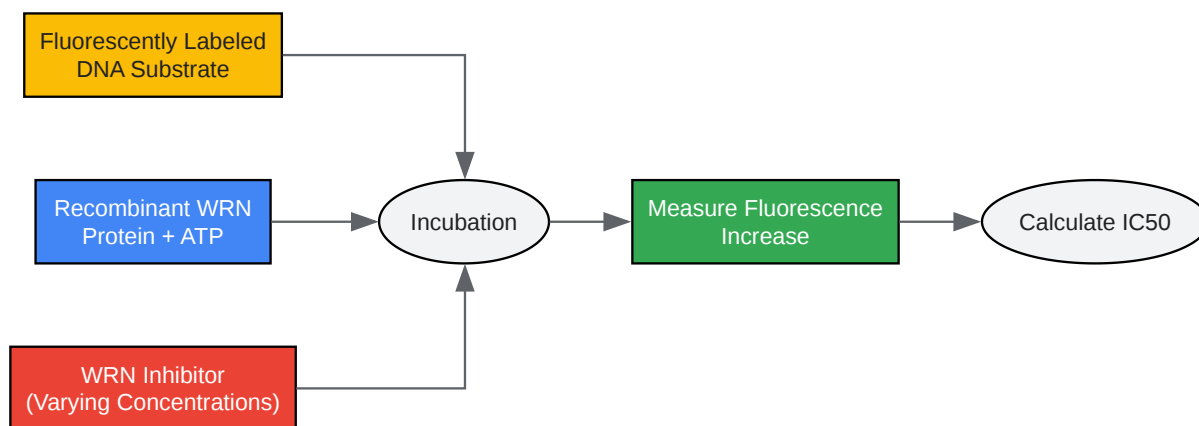 Fluorescently Labeled
DNA Substrate
Recombinant WRN
Protein + ATP
Incubation
Measure Fluorescence
Increase
Calculate IC50
WRN Inhibitor
(Varying Concentrations)